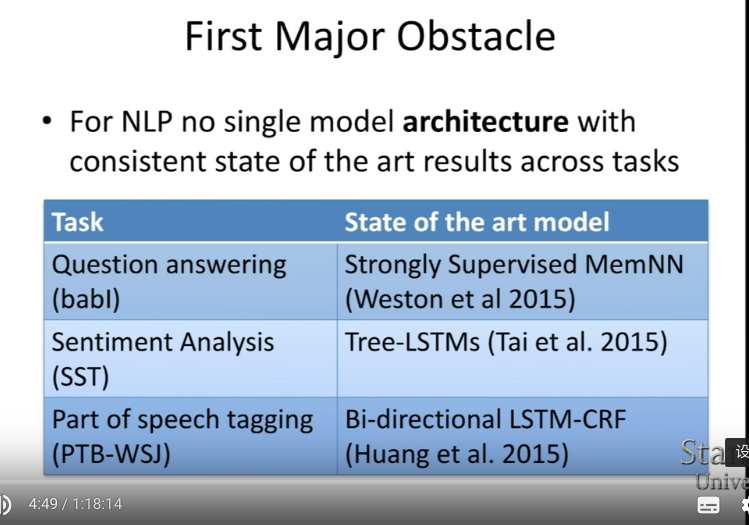 First Major Obstacle
• For NLP no single model architecture with
consistent state of the art results across tasks
Task
State of the art model
Question answering
(babI)
Strongly Supervised MemNN
(Weston et al 2015)
Sentiment Analysis
(SST)
Tree-LSTMs (Tai et al. 2015)
Part of speech tagging
(PTB-WSJ)
Bi-directional LSTM-CRF
(Huang et al. 2015)
Sta
设
Unive
4:49 / 1:18:14